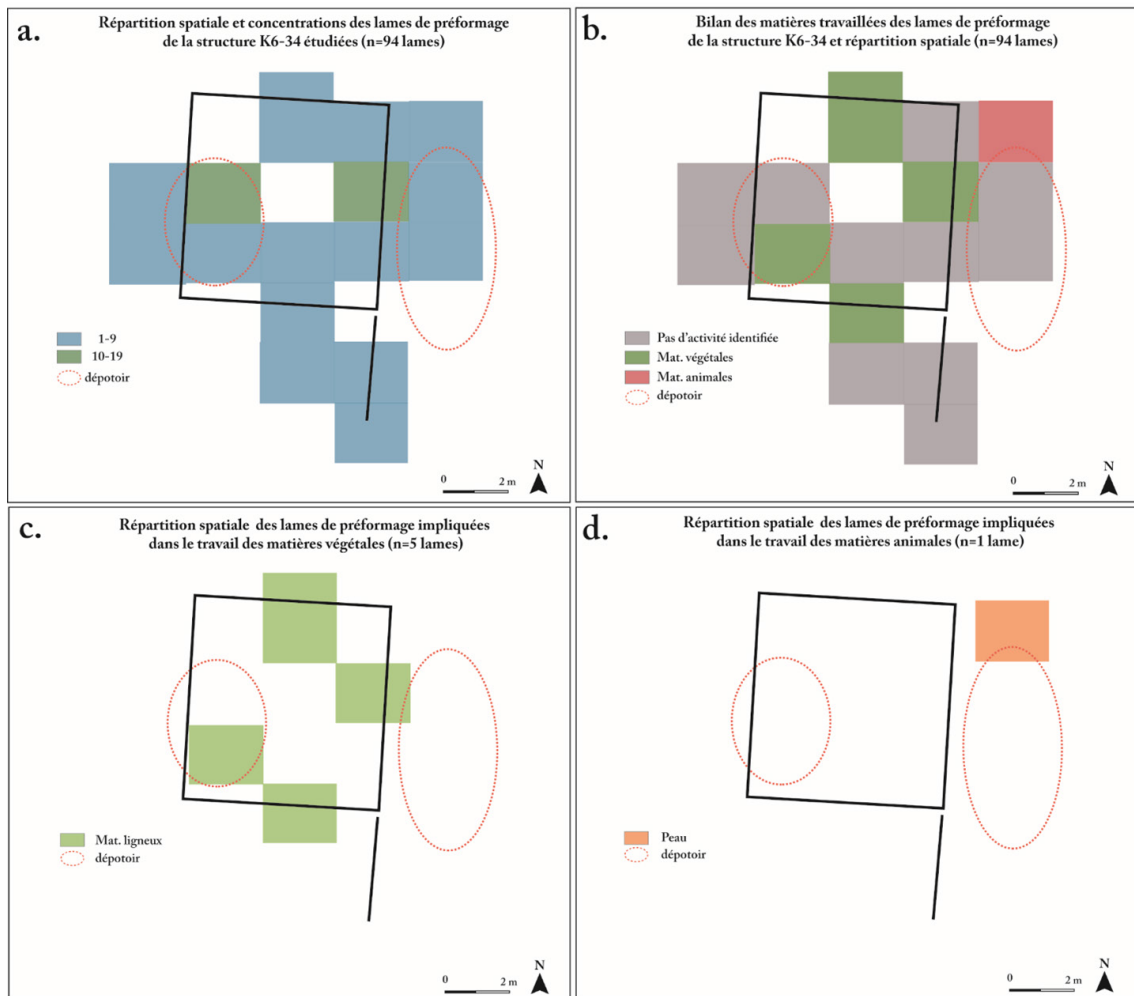 a.
Répartition spatiale et concentrations des lames de préformage
de la structure K6-34 étudiées (n=94 lames)
1-9
10-19
dépotoir
0 2 m
N
b.
Bilan des matières travaillées des lames de préformage
de la structure K6-34 et répartition spatiale (n=94 lames)
Pas d'activité identifiée
Mat. végétales
Mat. animales
dépotoir
0 2 m
N
c.
Répartition spatiale des lames de préformage impliquées
dans le travail des matières végétales (n=5 lames)
Mat. ligneux
dépotoir
0 2 m
N
d.
Répartition spatiale des lames de préformage impliquées
dans le travail des matières animales (n=1 lame)
Peau
dépotoir
0 2 m
N